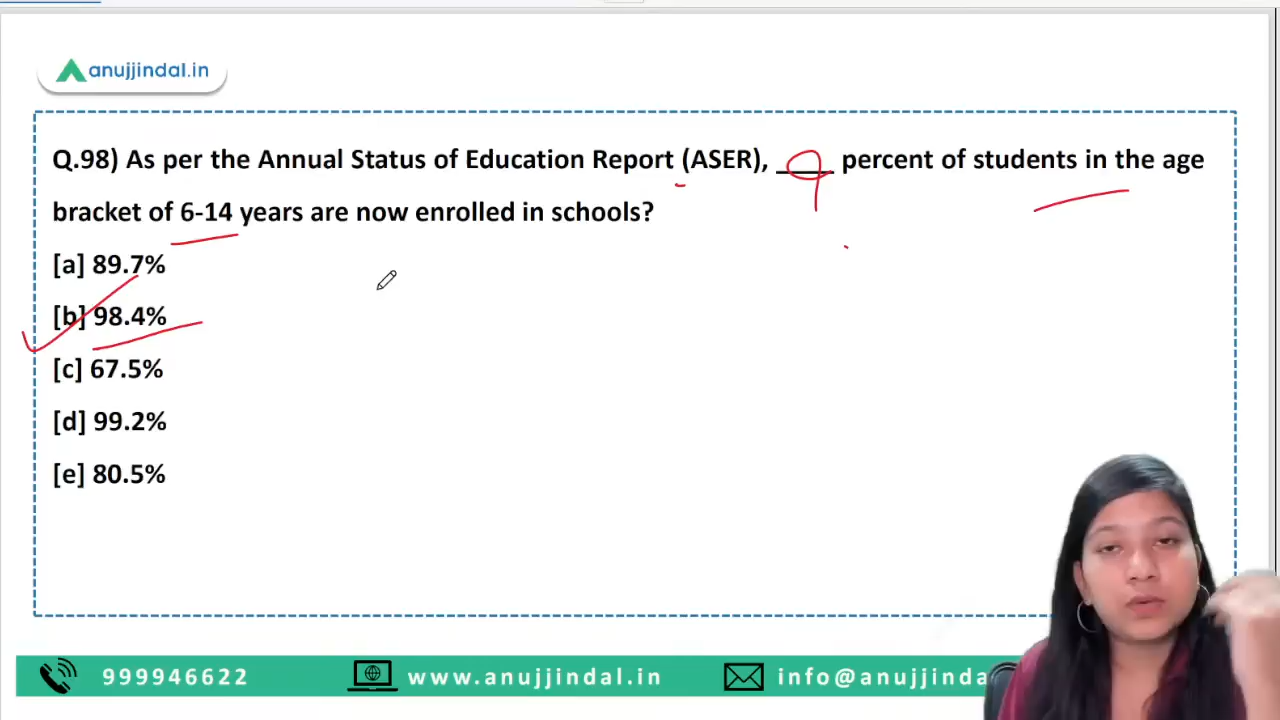 anujjindal.in
Q.98) As per the Annual Status of Education Report (ASER), ____ percent of students in the age
bracket of 6-14 years are now enrolled in schools?
[a] 89.7%
[b] 98.4%
[c] 67.5%
[d] 99.2%
[e] 80.5%
999946622 www.anujjindal.in info@anujjinda